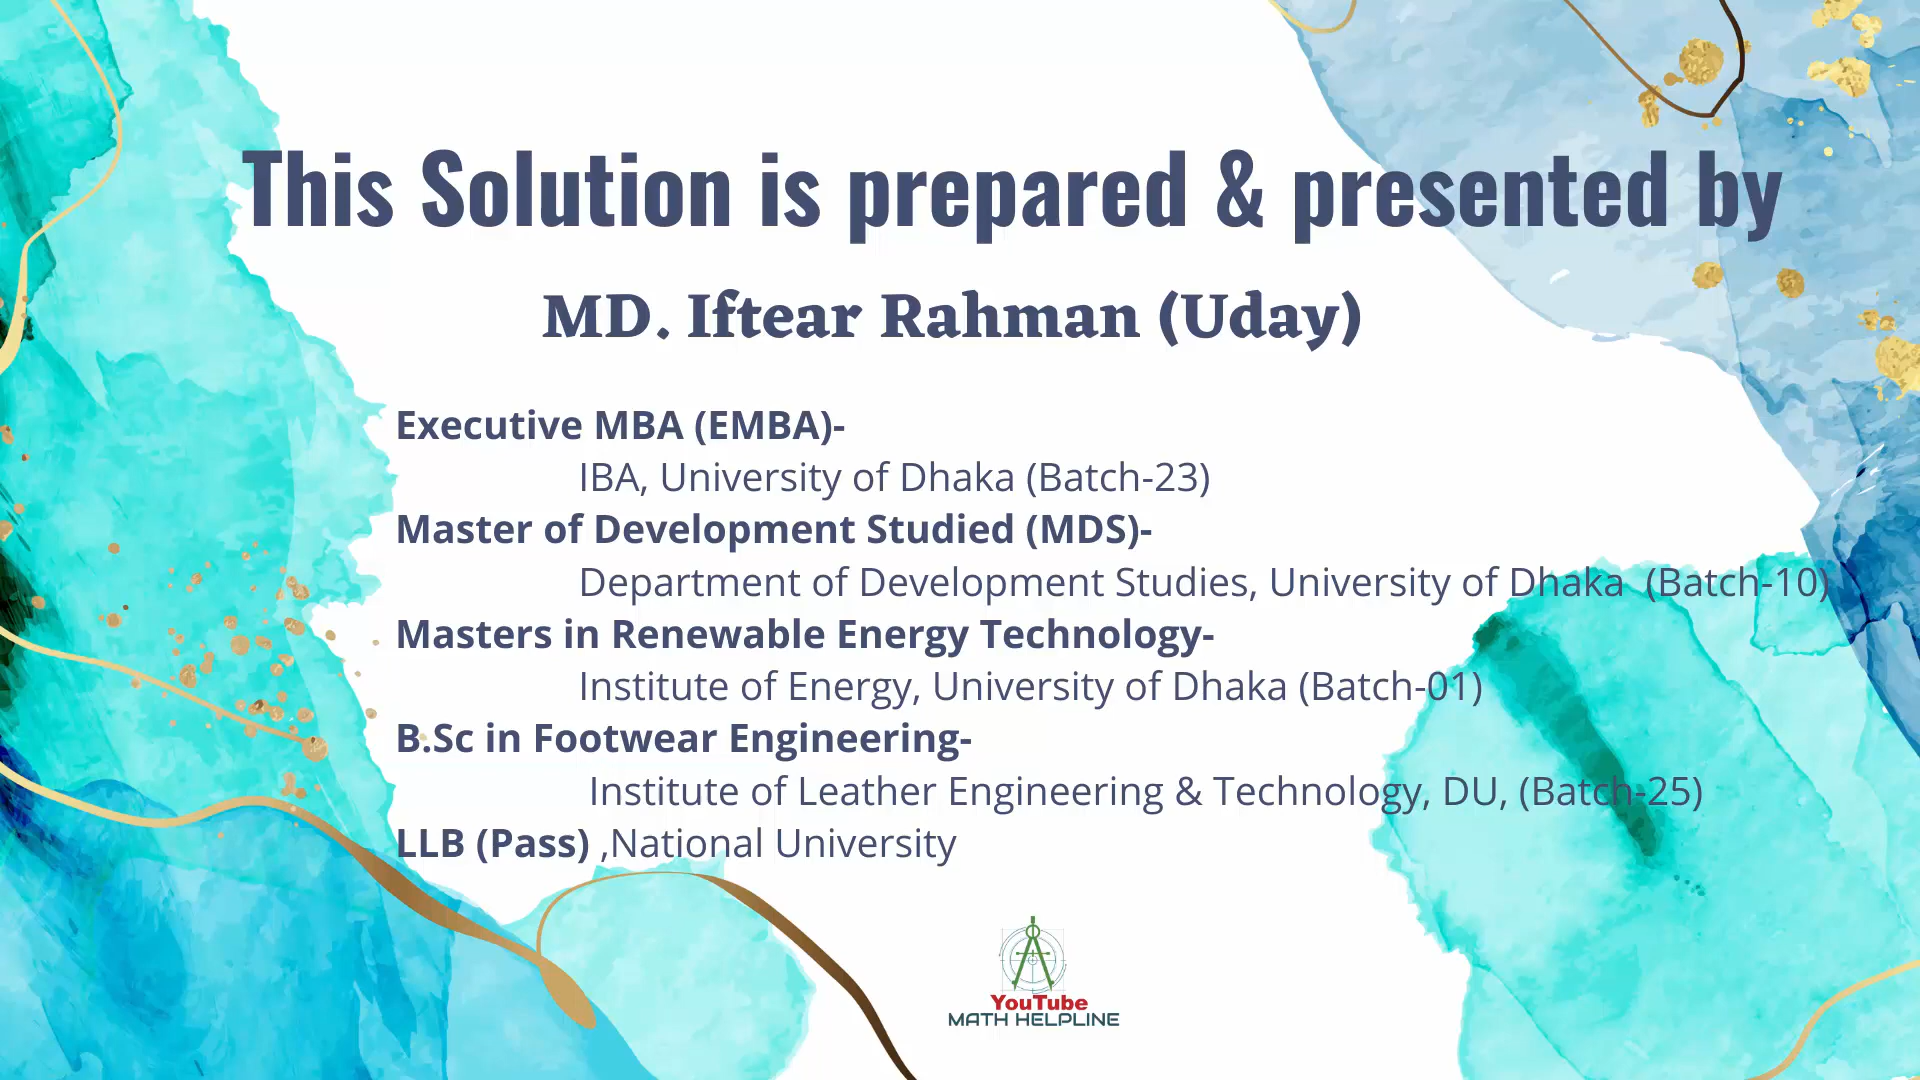 This Solution is prepared & presented by
MD. Iftear Rahman (Uday)
Executive MBA (EMBA)-
IBA, University of Dhaka (Batch-23)
Master of Development Studied (MDS)-
Department of Development Studies, University of Dhaka (Batch-10)
Masters in Renewable Energy Technology-
Institute of Energy, University of Dhaka (Batch-01)
B.Sc in Footwear Engineering-
Institute of Leather Engineering & Technology, DU, (Batch-25)
LLB (Pass) ,National University
YouTube
MATH HELPLINE